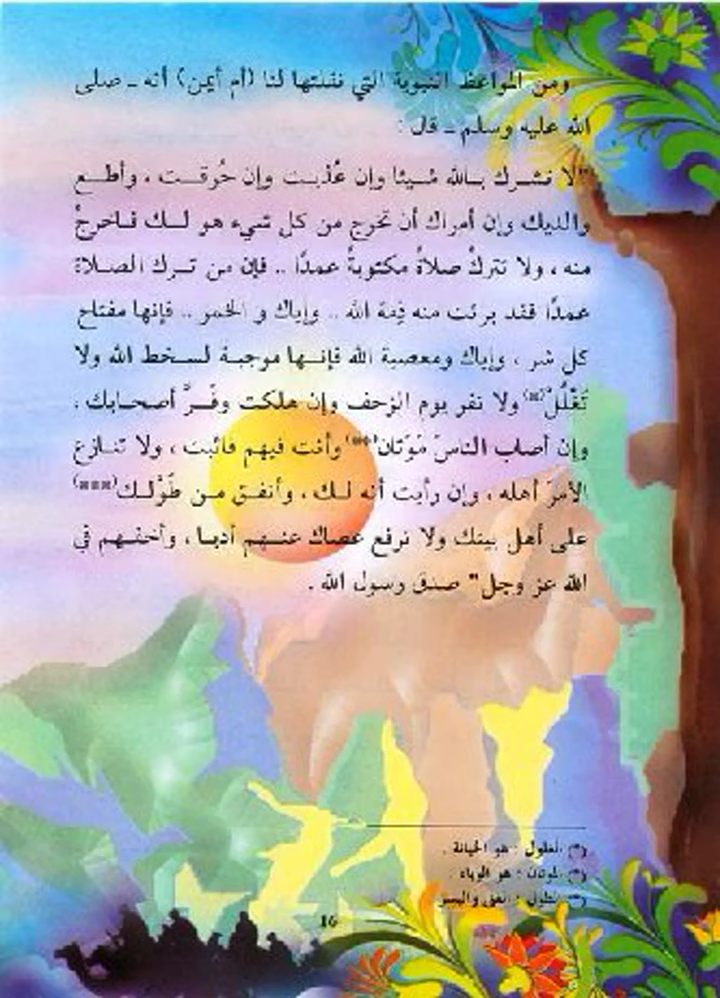 ومن المواعظ النبوية التي نقلتها لنا (أم أيمن) أنه ـ صلى
الله عليه وسلم ـ قال :
"لا تشرك بالله شيئا وإن عُذبت وإن حُرقت ، وأطع
والديك وإن أمراك أن تخرج من كل شيء هو لك فاخرجْ
منه ، ولا تتركْ صلاةً مكتوبةً عمدًا .. فإن من ترك الصلاة
عمدًا فقد برئت منه ذمة الله .. وإياك و الخمر .. فإنها مفتاح
كل شر ، وإياك ومعصية الله فإنها موجبة لسخط الله ولا
تَغْلُلْ(*) ولا تفر يوم الزحف وإن هلكت وفَرَّ أصحابك ،
وإن أصاب الناسَ مَوْتان(**) وأنت فيهم فاثبت ، ولا تنازع
الأمرَ أهله ، وإن رأيت أنه لك ، وأنفق من طَوْلك(***)
على أهل بيتك ولا ترفع عصاك عنهم أدبا ، وأخفهم في
الله عز وجل" صدق رسول الله .
(*) الغلول : هو الخيانة .
(*) الموتان : هو الوباء .
الطول : الغنى واليسر
16